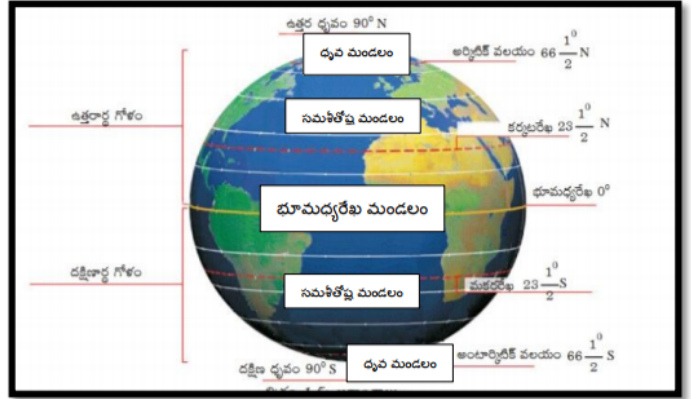 ఉత్తర ధృవం 90° N
ధృవ మండలం
ఆర్కిటిక్ వలయం 66 1/2° N
ఉత్తరార్ధ గోళం
సమశీతోష్ణ మండలం
కర్కటరేఖ 23 1/2° N
భూమధ్యరేఖ మండలం
భూమధ్యరేఖ 0°
దక్షిణార్ధ గోళం
సమశీతోష్ణ మండలం
మకరరేఖ 23 1/2° S
దక్షిణ ధృవం 90° S
ధృవ మండలం
అంటార్కిటిక్ వలయం 66 1/2° S